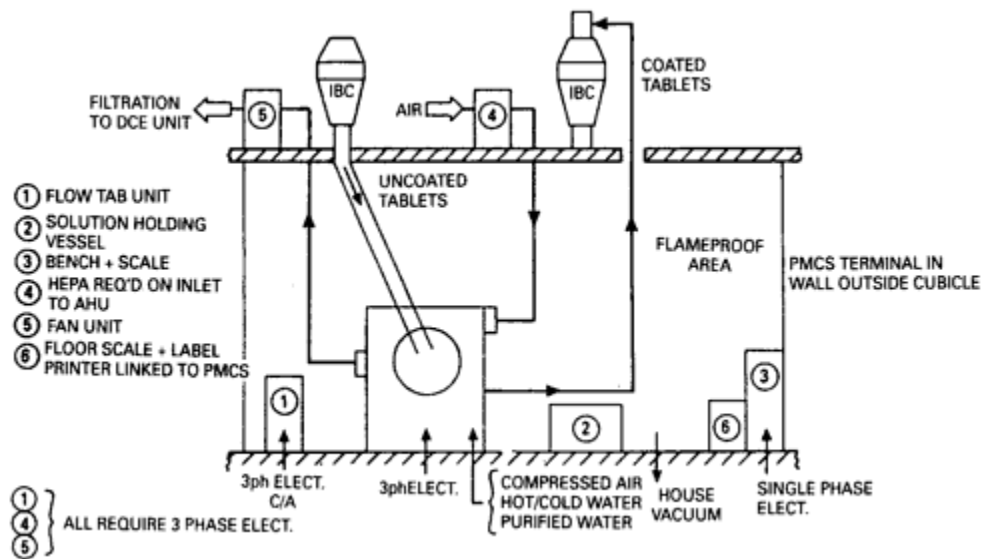 IBC
IBC
COATED
TABLETS
FILTRATION
TO DCE UNIT
5
AIR
4
UNCOATED
TABLETS
1 FLOW TAB UNIT
2 SOLUTION HOLDING
VESSEL
3 BENCH + SCALE
4 HEPA REQ'D ON INLET
TO AHU
5 FAN UNIT
6 FLOOR SCALE + LABEL
PRINTER LINKED TO PMCS
FLAMEPROOF
AREA
PMCS TERMINAL IN
WALL OUTSIDE CUBICLE
1
2
6
3
3ph ELECT.
C/A
3phELECT.
COMPRESSED AIR
HOT/COLD WATER
PURIFIED WATER
HOUSE
VACUUM
SINGLE PHASE
ELECT.
1
4
5
ALL REQUIRE 3 PHASE ELECT.